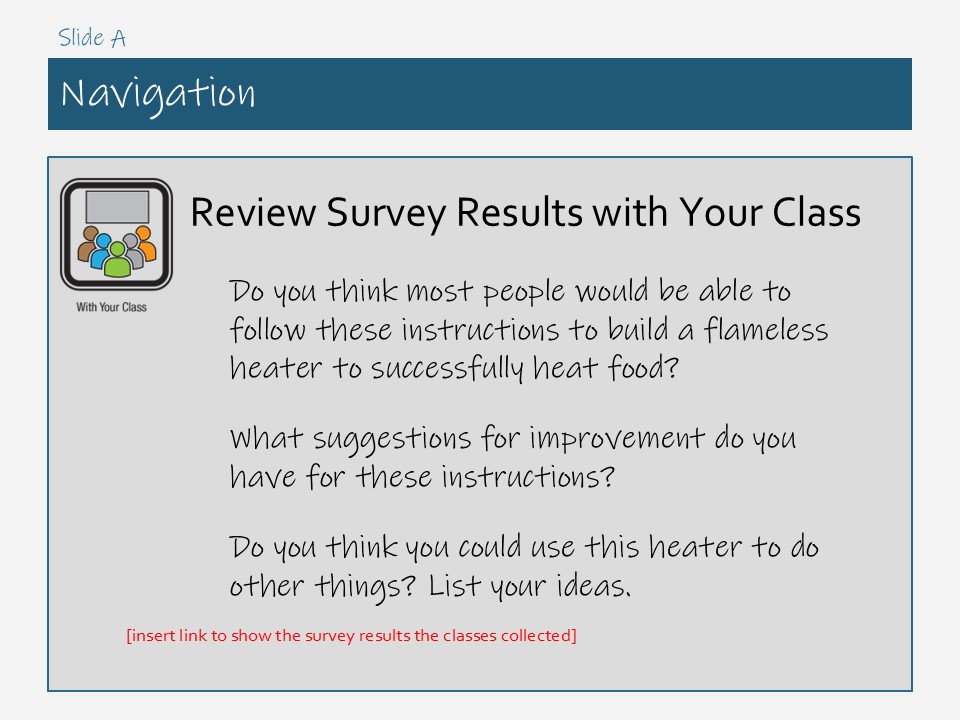 Slide A
Navigation
Review Survey Results with Your Class
With Your Class
Do you think most people would be able to
follow these instructions to build a flameless
heater to successfully heat food?
What suggestions for improvement do you
have for these instructions?
Do you think you could use this heater to do
other things? List your ideas.
[insert link to show the survey results the classes collected]